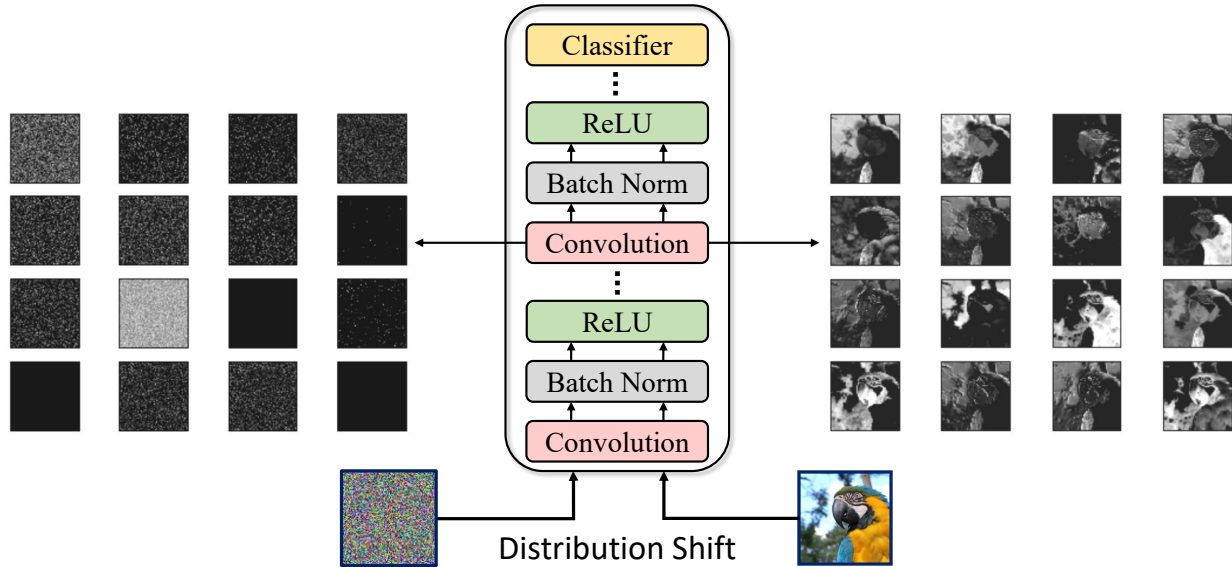 Classifier
ReLU
Batch Norm
Convolution
ReLU
Batch Norm
Convolution
Distribution Shift